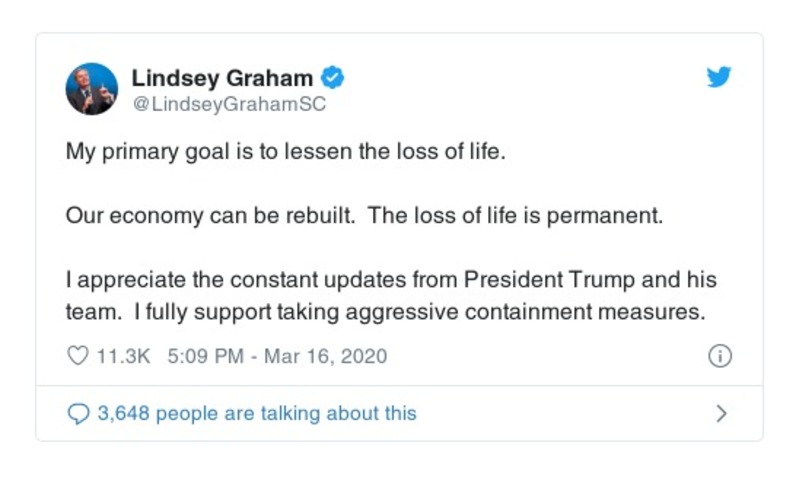 Lindsey Graham
@LindseyGrahamSC
My primary goal is to lessen the loss of life.
Our economy can be rebuilt.  The loss of life is permanent.
I appreciate the constant updates from President Trump and his
team.  I fully support taking aggressive containment measures.
11.3K   5:09 PM - Mar 16, 2020
3,648 people are talking about this